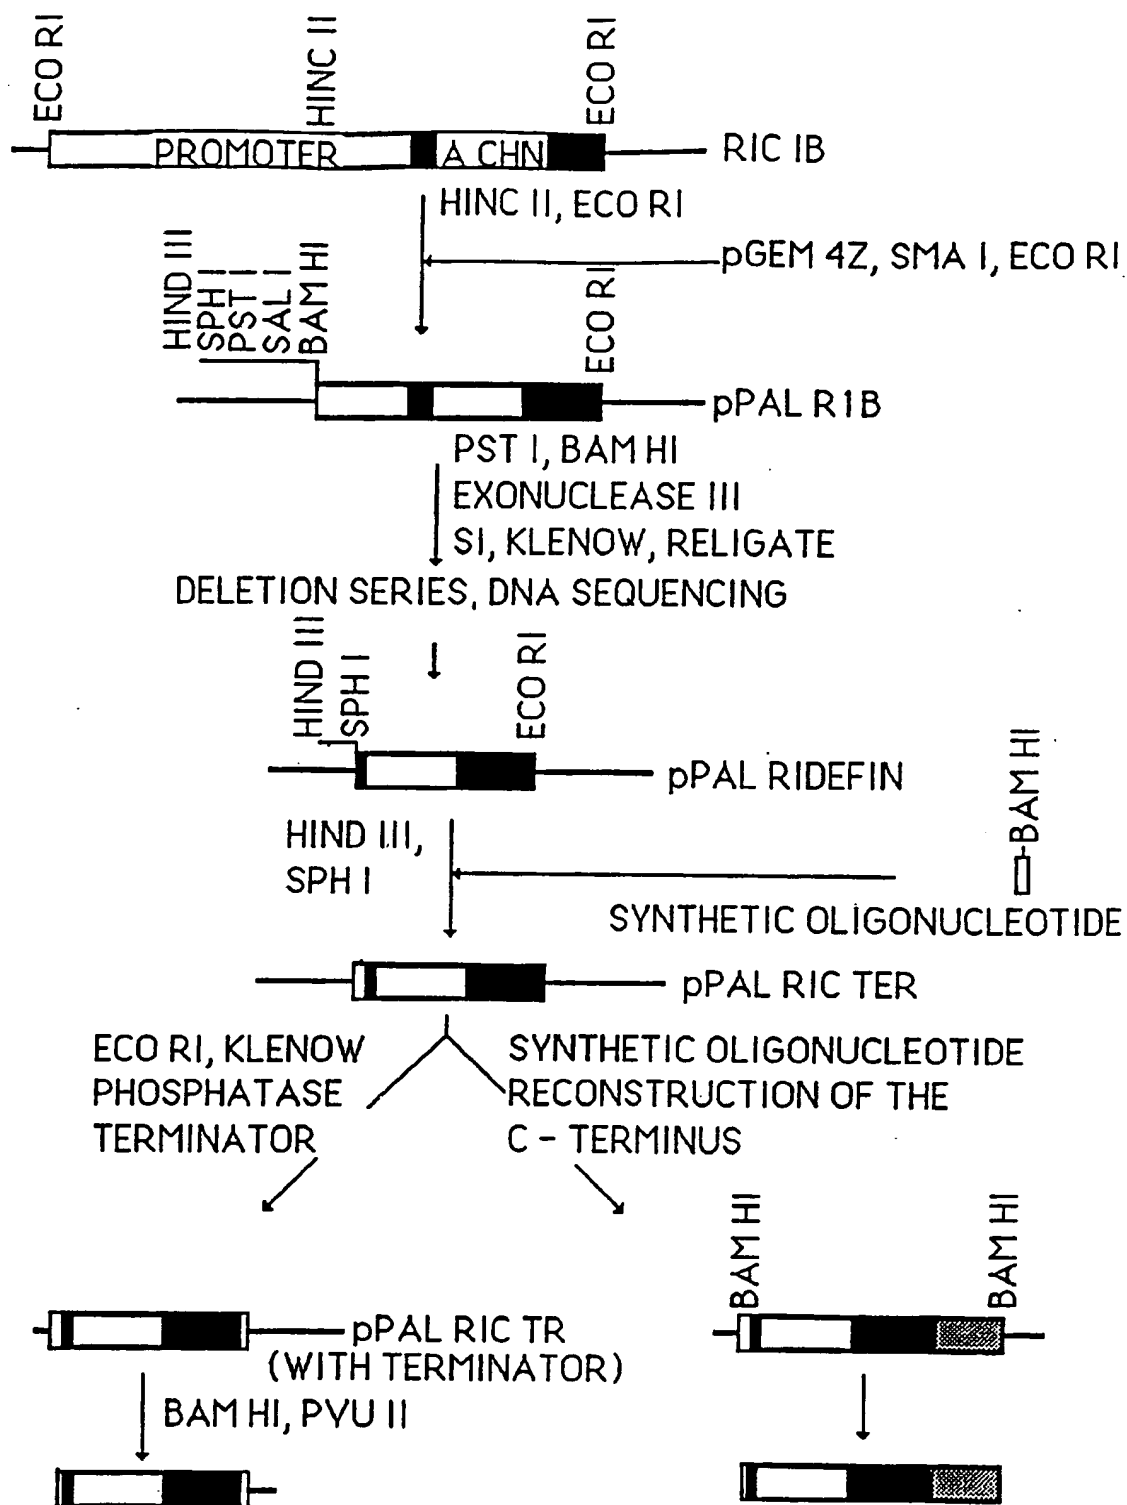 ECO RI
HINC II
ECO RI
PROMOTER
A CHN
RIC IB
HINC II, ECO RI
pGEM 4Z, SMA I, ECO RI
HIND III
SPH I
PST I
SAL I
BAM HI
ECO RI
pPAL R1B
PST I, BAM HI
EXONUCLEASE III
SI, KLENOW, RELIGATE
DELETION SERIES, DNA SEQUENCING
HIND III
SPH I
ECO RI
pPAL RIDEFIN
BAM HI
HIND III,
SPH I
SYNTHETIC OLIGONUCLEOTIDE
pPAL RIC TER
ECO RI, KLENOW
PHOSPHATASE
TERMINATOR
SYNTHETIC OLIGONUCLEOTIDE
RECONSTRUCTION OF THE
C - TERMINUS
BAM HI
BAM HI
pPAL RIC TR
(WITH TERMINATOR)
BAM HI, PVU II